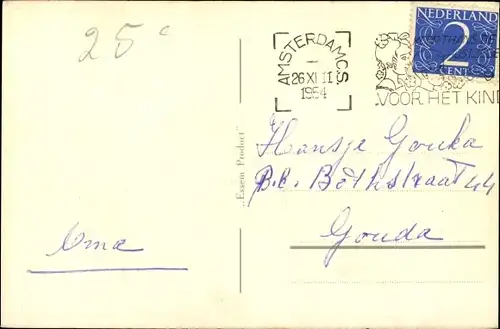 25 c
AMSTERDAM C.S.
26 XI 11
1954
VOOR HET KIND
NEDERLAND
2
CENT
„Essem Product”
Hansje Gouka
B.C. Bothstraat 44
Gouda
Oma